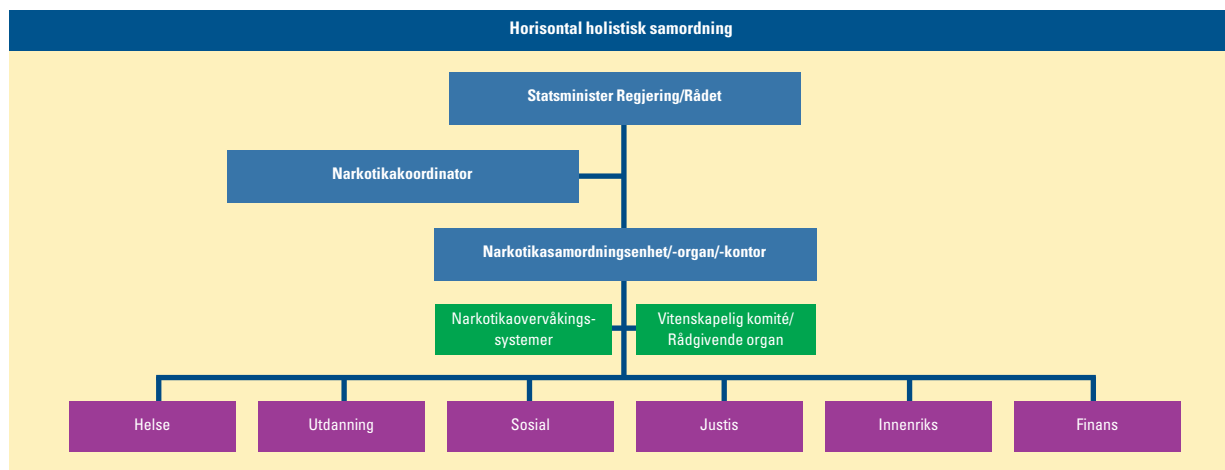 Horisontal holistisk samordning
Statsminister Regjering/Rådet
Narkotikakoordinator
Narkotikasamordningsenhet/-organ/-kontor
Narkotikaovervåkings-
systemer
Vitenskapelig komité/
Rådgivende organ
Helse
Utdanning
Sosial
Justis
Innenriks
Finans